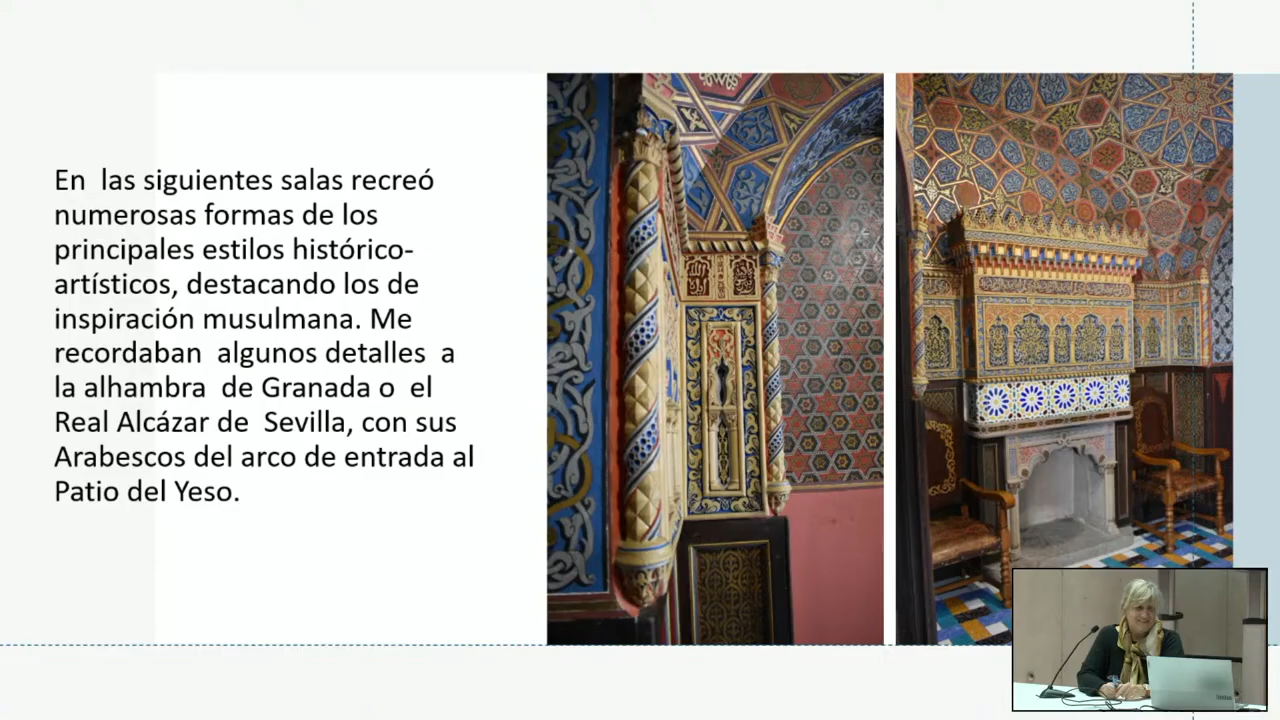 En  las siguientes salas recreó
numerosas formas de los
principales estilos histórico-
artísticos, destacando los de
inspiración musulmana. Me
recordaban  algunos detalles  a
la alhambra  de Granada o  el
Real Alcázar de  Sevilla, con sus
Arabescos del arco de entrada al
Patio del Yeso.